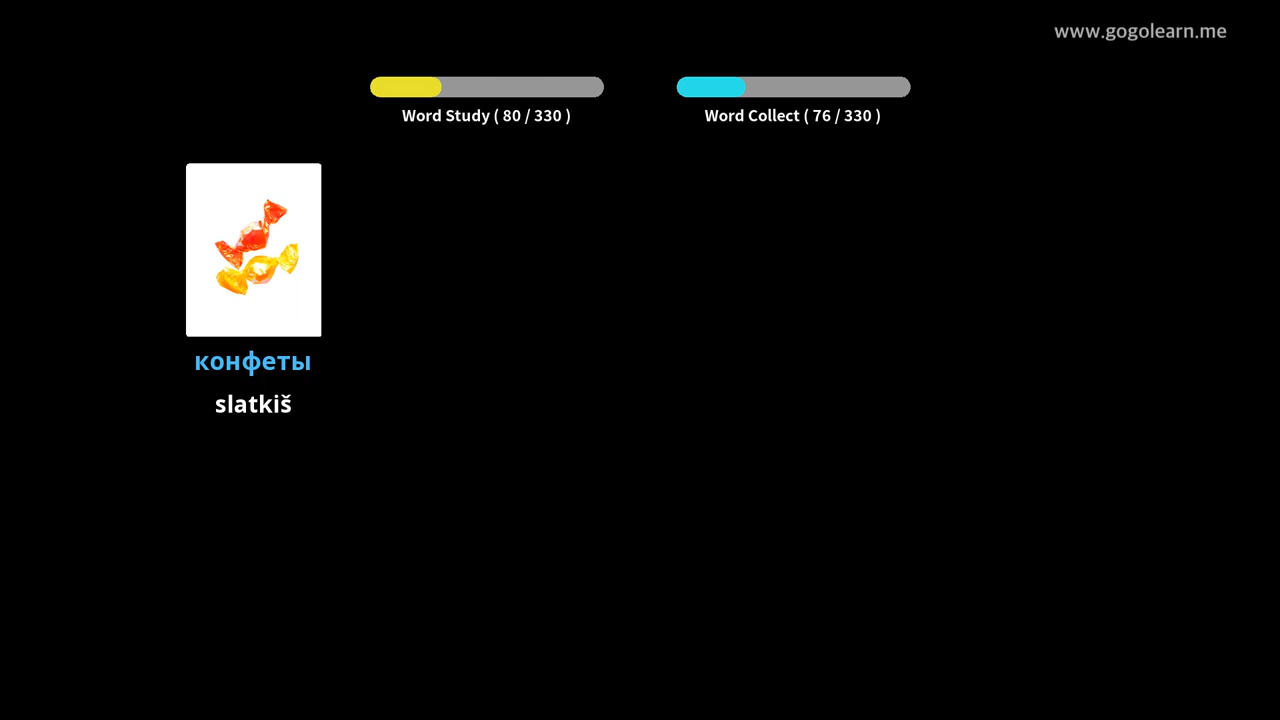 www.gogolearn.me
Word Study ( 80 / 330 )
Word Collect ( 76 / 330 )
конфеты
slatkiš